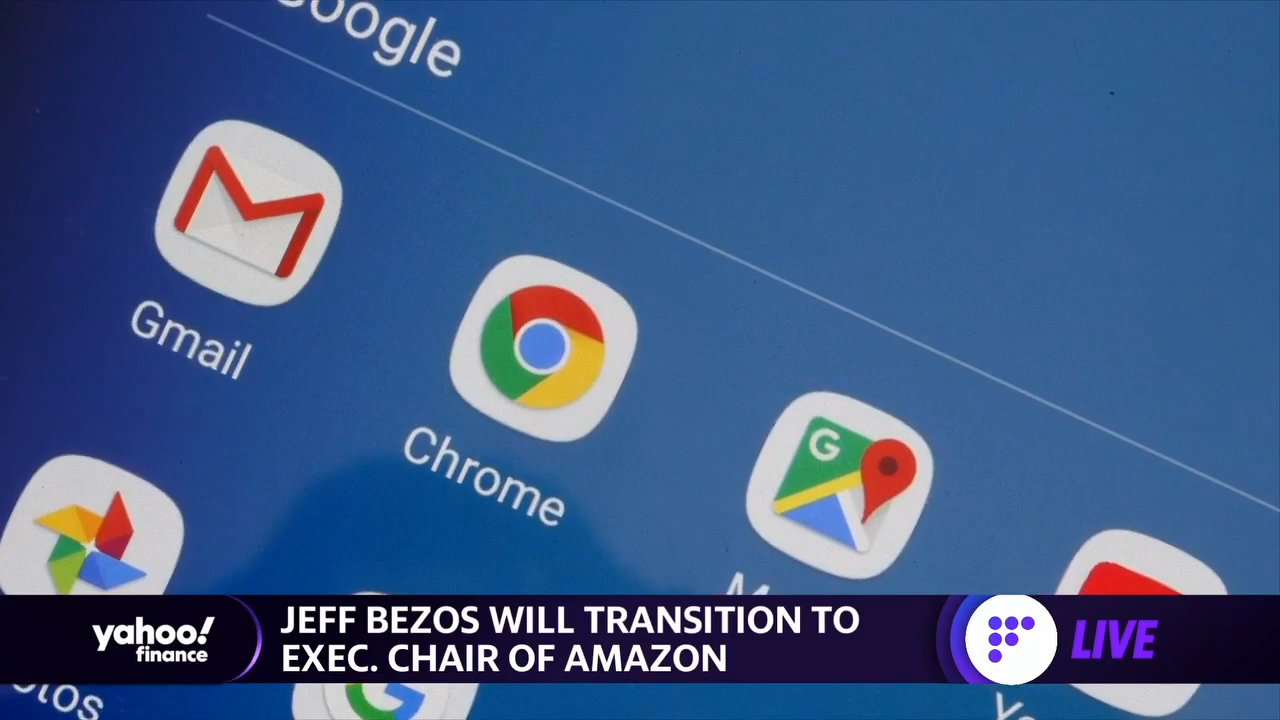 Google
Gmail
Chrome
G
yahoo!
finance
JEFF BEZOS WILL TRANSITION TO
EXEC. CHAIR OF AMAZON
LIVE
G